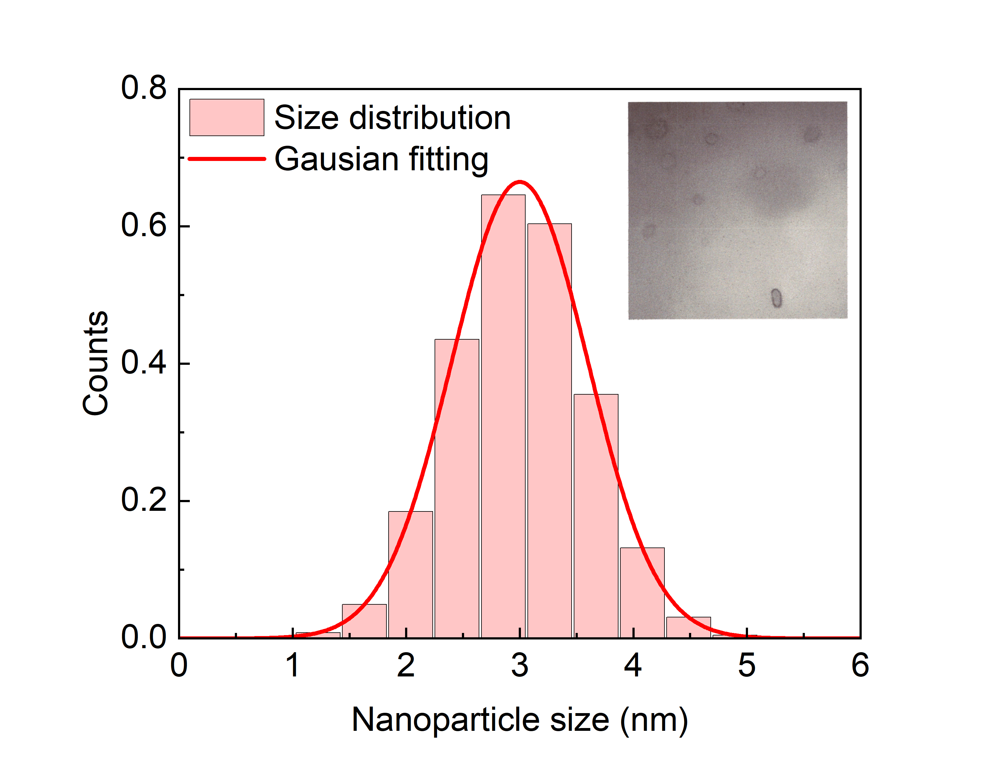 0.8
0.6
0.4
0.2
0.0
Counts
Size distribution
Gausian fitting
0 1 2 3 4 5 6
Nanoparticle size (nm)